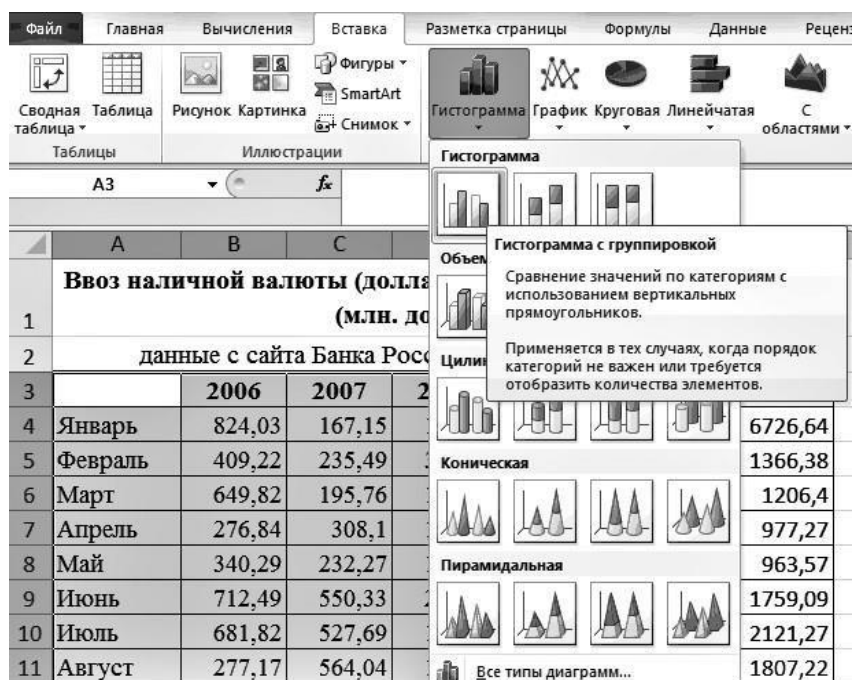 Файл Главная Вычисления Вставка Разметка страницы Формулы Данные Реценз
Сводная таблица Таблица Рисунок Картинка Фигуры SmartArt Снимок Гистограмма График Круговая Линейчатая С областями
Таблицы Иллюстрации
Гистограмма
A3 fx
Гистограмма с группировкой
Сравнение значений по категориям с
использованием вертикальных
прямоугольников.
Применяется в тех случаях, когда порядок
категорий не важен или требуется
отобразить количества элементов.
A B C
1 Ввоз наличной валюты (долла
(млн. до
2 данные с сайта Банка Росс
3 2006 2007 2
4 Январь 824,03 167,15 6726,64
5 Февраль 409,22 235,49 1366,38
Коническая
6 Март 649,82 195,76 1206,4
7 Апрель 276,84 308,1 977,27
8 Май 340,29 232,27 963,57
Пирамидальная
9 Июнь 712,49 550,33 1759,09
10 Июль 681,82 527,69 2121,27
11 Август 277,17 564,04 1807,22
Все типы диаграмм...